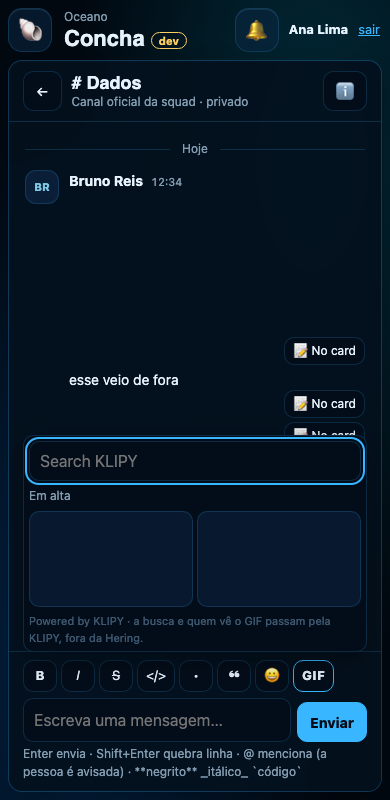 Oceano
Concha dev
Ana Lima sair
←
# Dados
Canal oficial da squad · privado
Hoje
BR
Bruno Reis 12:34
📝 No card
esse veio de fora
📝 No card
📝 No card
Search KLIPY
Em alta
Powered by KLIPY · a busca e quem vê o GIF passam pela
KLIPY, fora da Hering.
B I S </> • ❝ 😀 GIF
Escreva uma mensagem...
Enviar
Enter envia · Shift+Enter quebra linha · @ menciona (a
pessoa é avisada) · **negrito** _itálico_ `código`